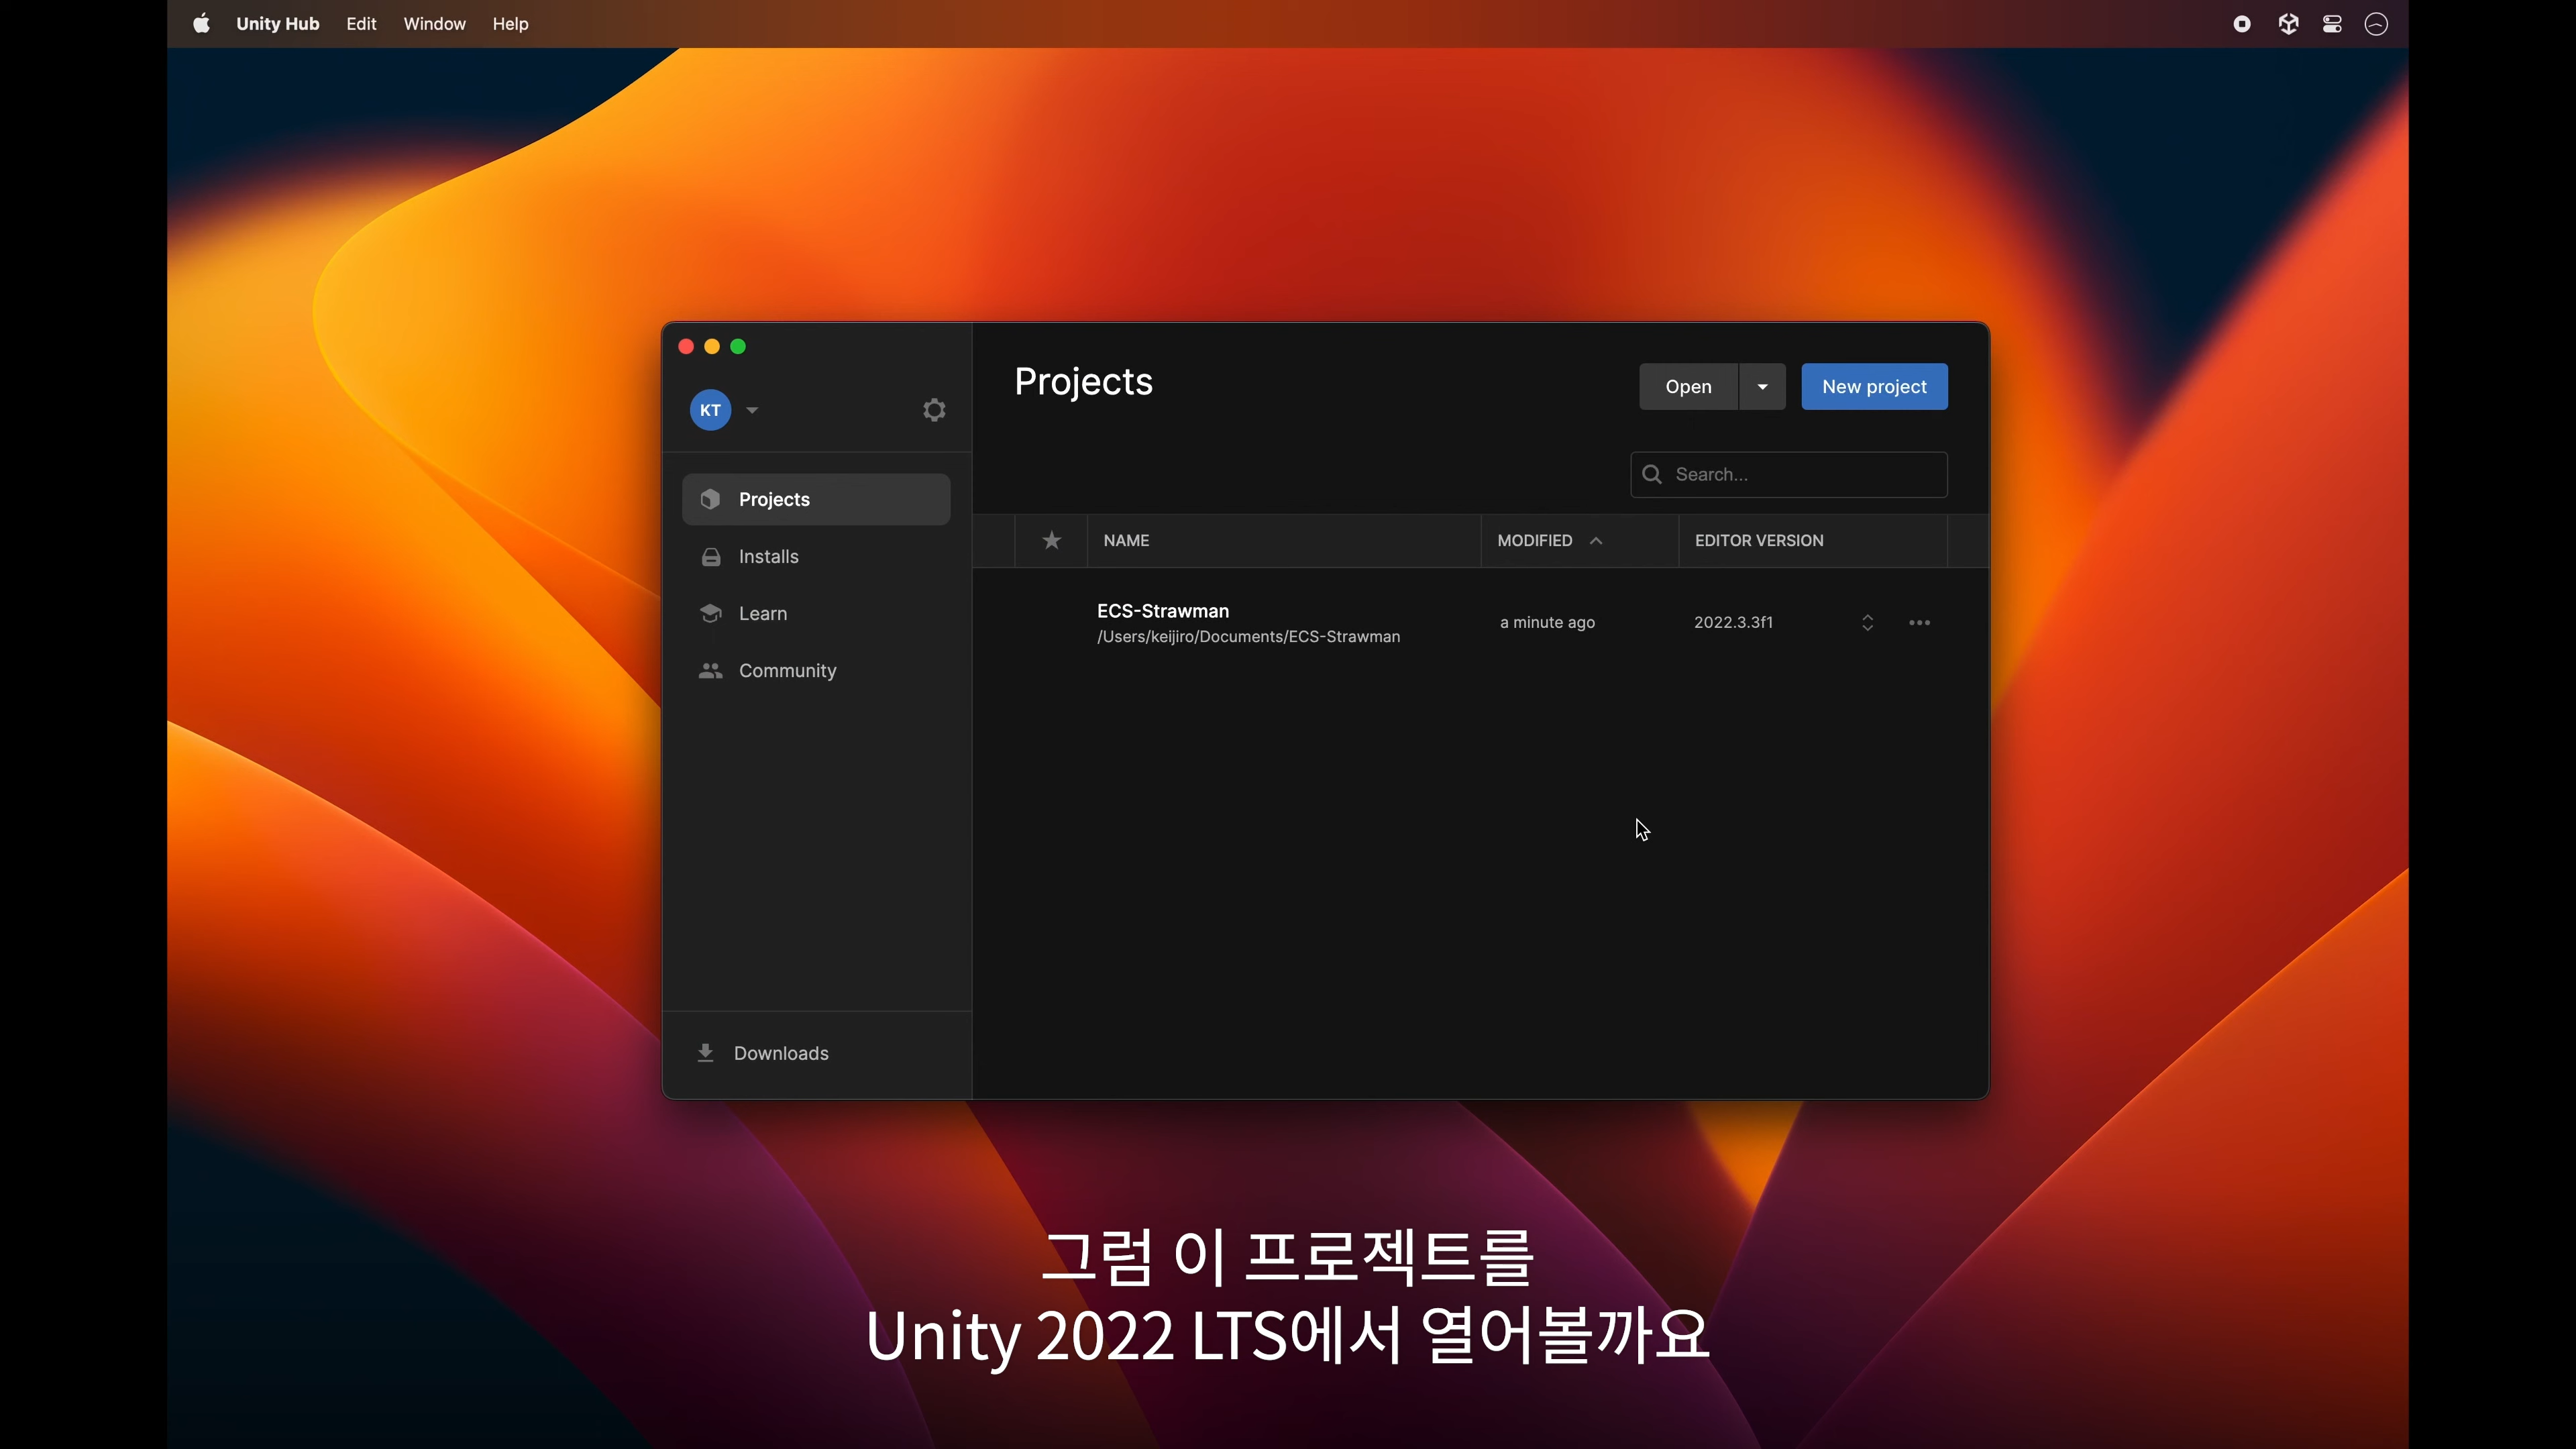 Unity Hub Edit Window Help
Projects
Open
New project
KT
Search...
Projects
Installs
Learn
Community
Downloads
NAME MODIFIED EDITOR VERSION
ECS-Strawman
/Users/keijiro/Documents/ECS-Strawman
a minute ago
2022.3.3f1
그럼 이 프로젝트를
Unity 2022 LTS에서 열어볼까요